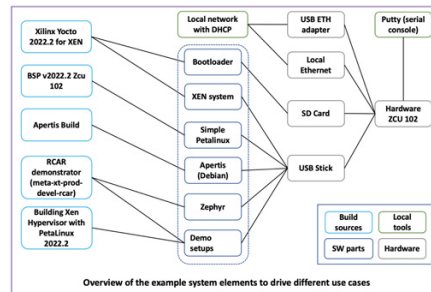 Xilinx Yocto
2022.2 for XEN
BSP v2022.2 Zcu
102
Apertis Build
RCAR
demonstrator
(meta-xt-prod-
devel-rcar)
Building Xen
Hypervisor with
PetaLinux
2022.2
Local network
with DHCP
Bootloader
XEN system
Simple
Petalinux
Apertis
(Debian)
Zephyr
Demo
setups
USB ETH
adapter
Local
Ethernet
SD Card
USB Stick
Putty (serial
console)
Hardware
ZCU 102
Build
sources
Local
tools
SW parts
Hardware
Overview of the example system elements to drive different use cases